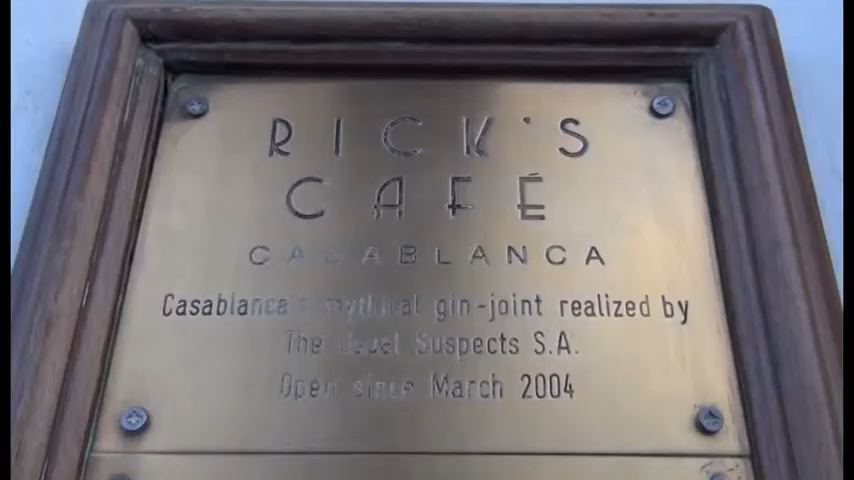 RICK'S
CAFÉ
CASABLANCA
Casablanca's mythical gin-joint realized by
The Usual Suspects S.A.
Open since March 2004